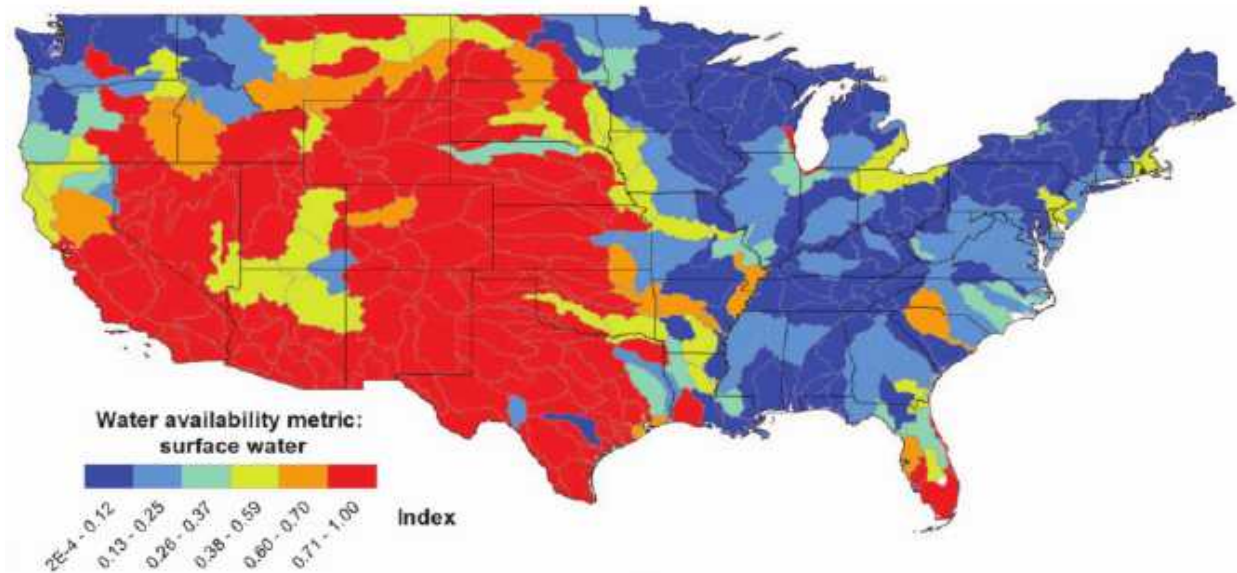 Water availability metric:
surface water
2E-4 - 0.12
0.13 - 0.25
0.26 - 0.37
0.38 - 0.59
0.60 - 0.70
0.71 - 1.00
Index